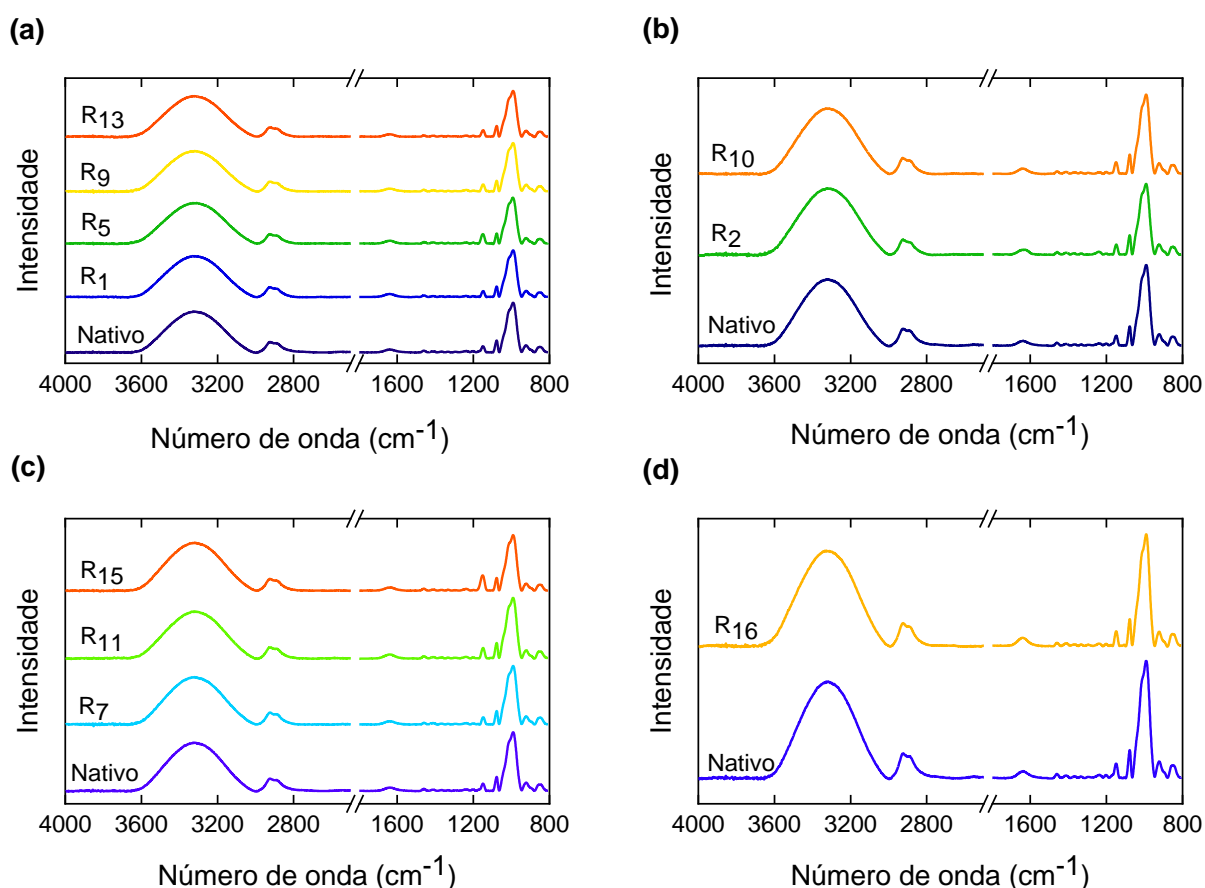 (a)
R13
R9
R5
R1
Nativo
Intensidade
4000 3600 3200 2800 1600 1200 800
Número de onda (cm-1)
(b)
R10
R2
Nativo
Intensidade
4000 3600 3200 2800 1600 1200 800
Número de onda (cm-1)
(c)
R15
R11
R7
Nativo
Intensidade
4000 3600 3200 2800 1600 1200 800
Número de onda (cm-1)
(d)
R16
Nativo
Intensidade
4000 3600 3200 2800 1600 1200 800
Número de onda (cm-1)